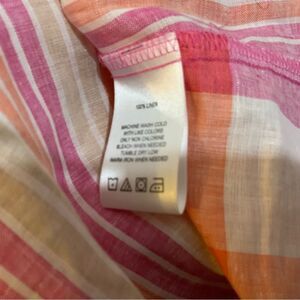 100% LINEN
MACHINE WASH COLD
WITH LIKE COLORS
ONLY NON CHLORINE
BLEACH WHEN NEEDED
TUMBLE DRY LOW
WARM IRON WHEN NEEDED